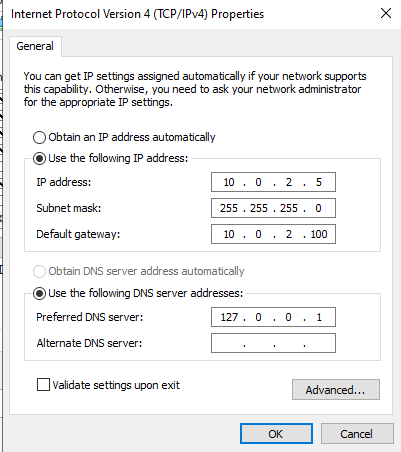 Internet Protocol Version 4 (TCP/IPv4) Properties
General
You can get IP settings assigned automatically if your network supports
this capability. Otherwise, you need to ask your network administrator
for the appropriate IP settings.
Obtain an IP address automatically
Use the following IP address:
IP address: 10 . 0 . 2 . 5
Subnet mask: 255 . 255 . 255 . 0
Default gateway: 10 . 0 . 2 . 100
Obtain DNS server address automatically
Use the following DNS server addresses:
Preferred DNS server: 127 . 0 . 0 . 1
Alternate DNS server: . . .
Validate settings upon exit
Advanced...
OK Cancel